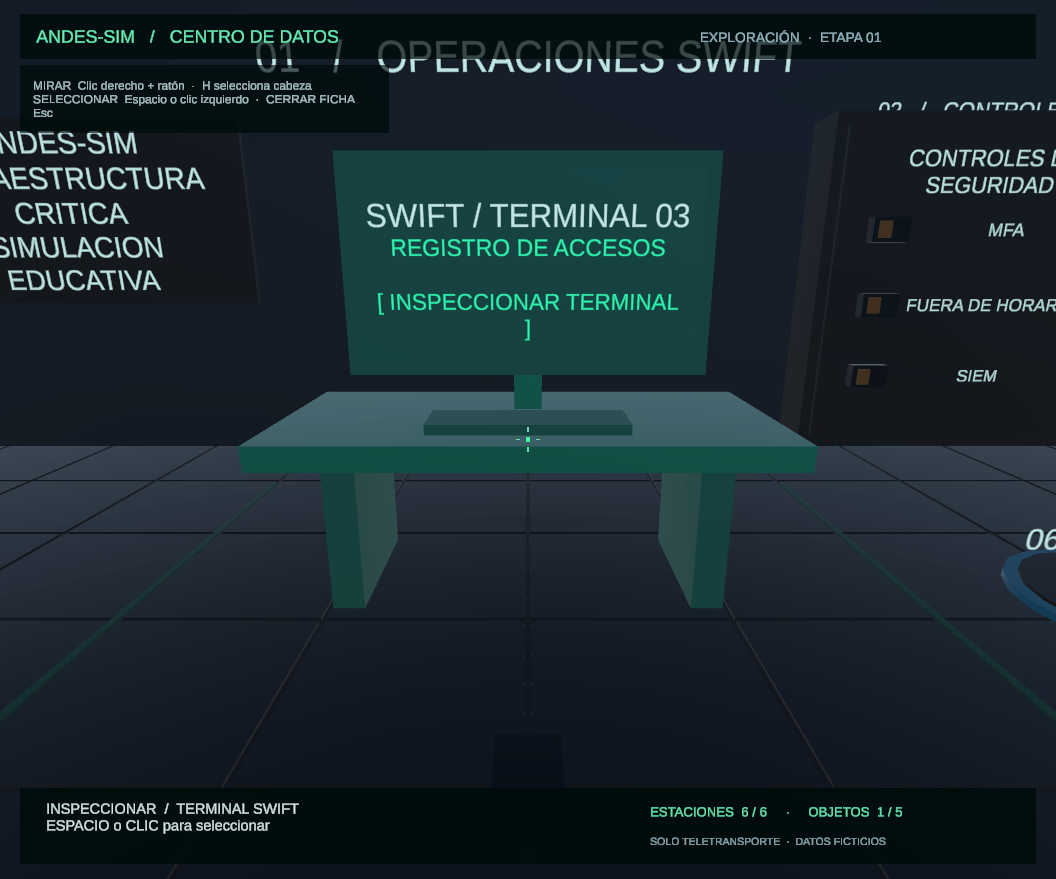 ANDES-SIM / CENTRO DE DATOS
EXPLORACIÓN · ETAPA 01
01 / OPERACIONES SWIFT
MIRAR Clic derecho + ratón · H selecciona cabeza
SELECCIONAR Espacio o clic izquierdo · CERRAR FICHA
Esc
02 / CONTROLE
NDES-SIM
AESTRUCTURA
CRITICA
SIMULACION
EDUCATIVA
SWIFT / TERMINAL 03
REGISTRO DE ACCESOS
[ INSPECCIONAR TERMINAL
]
CONTROLES
SEGURIDAD
MFA
FUERA DE HORAR
SIEM
06
INSPECCIONAR / TERMINAL SWIFT
ESPACIO o CLIC para seleccionar
ESTACIONES 6 / 6 · OBJETOS 1 / 5
SOLO TELETRANSPORTE · DATOS FICTICIOS